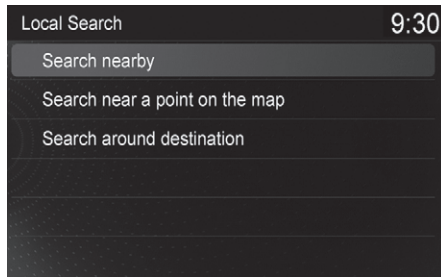 Local Search
9:30
Search nearby
Search near a point on the map
Search around destination